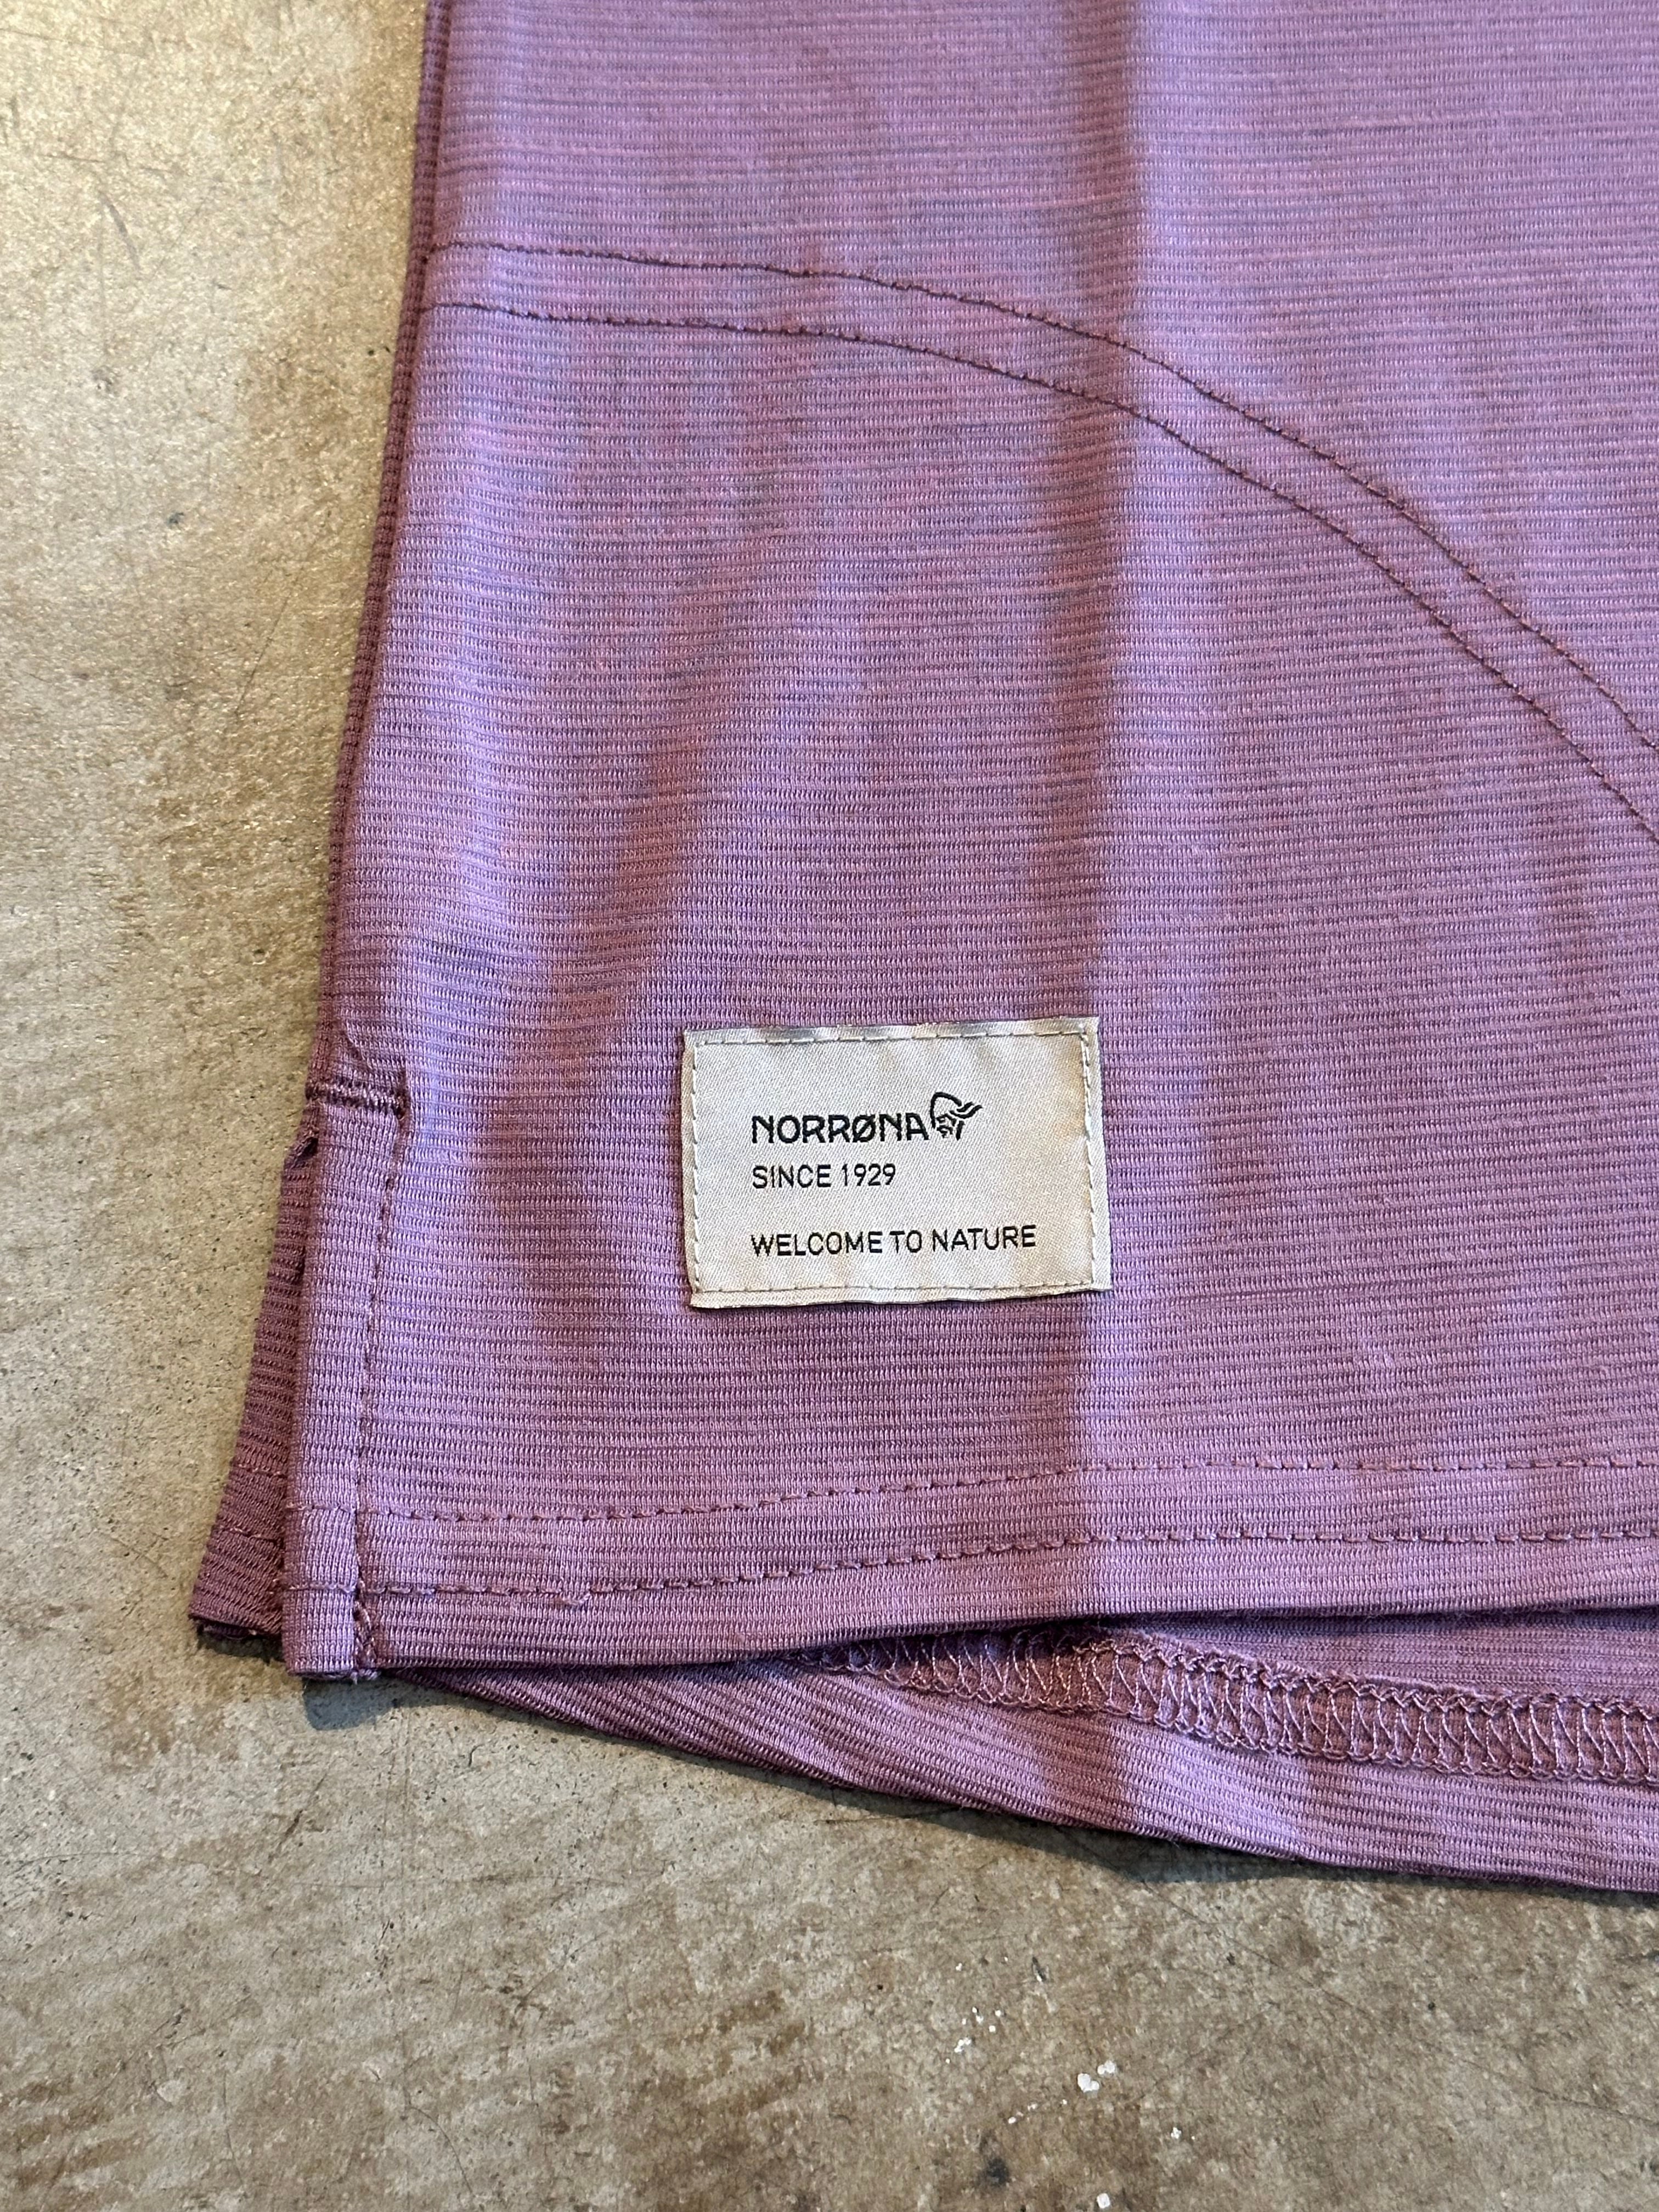 NORRØNA
SINCE 1929
WELCOME TO NATURE